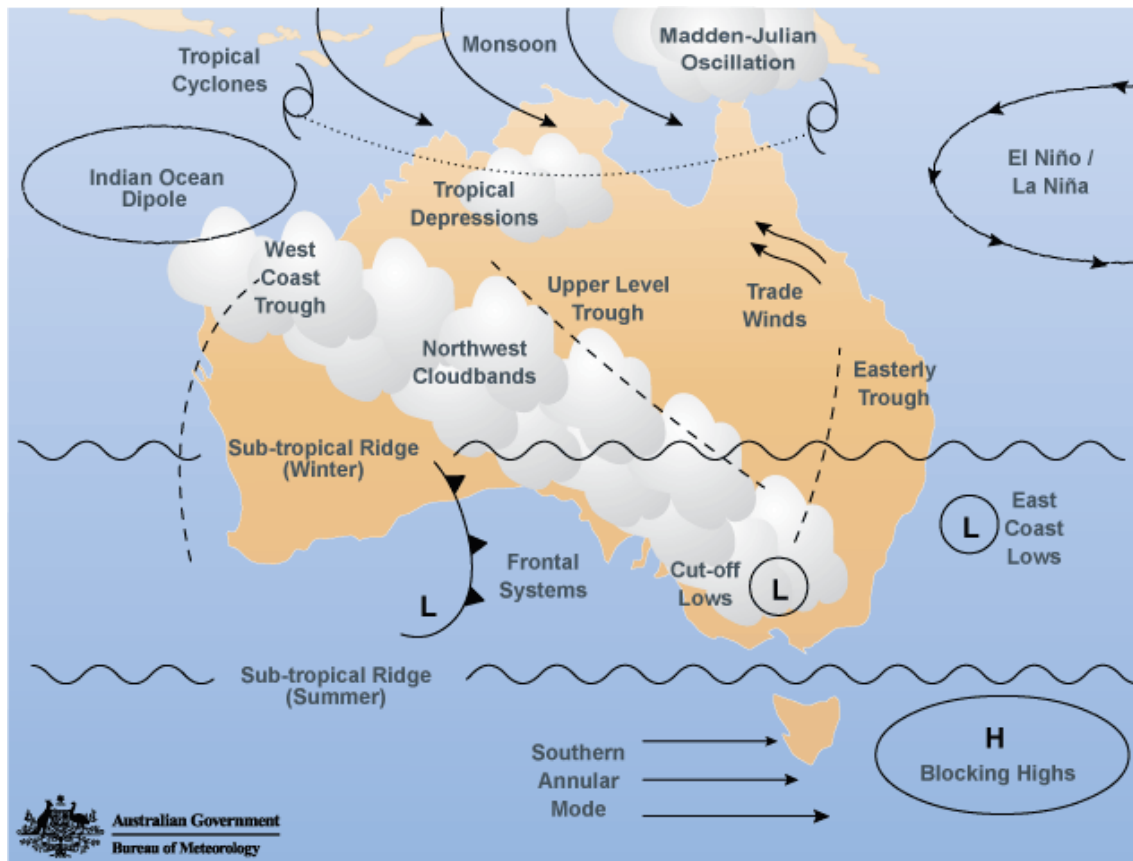 Tropical
Cyclones
Monsoon
Madden-Julian
Oscillation
Indian Ocean
Dipole
El Niño /
La Niña
Tropical
Depressions
West
Coast
Trough
Upper Level
Trough
Trade
Winds
Northwest
Cloudbands
Easterly
Trough
Sub-tropical Ridge
(Winter)
L
East
Coast
Lows
Frontal
Systems
L
Cut-off
Lows
L
Sub-tropical Ridge
(Summer)
Southern
Annular
Mode
H
Blocking Highs
Australian Government
Bureau of Meteorology